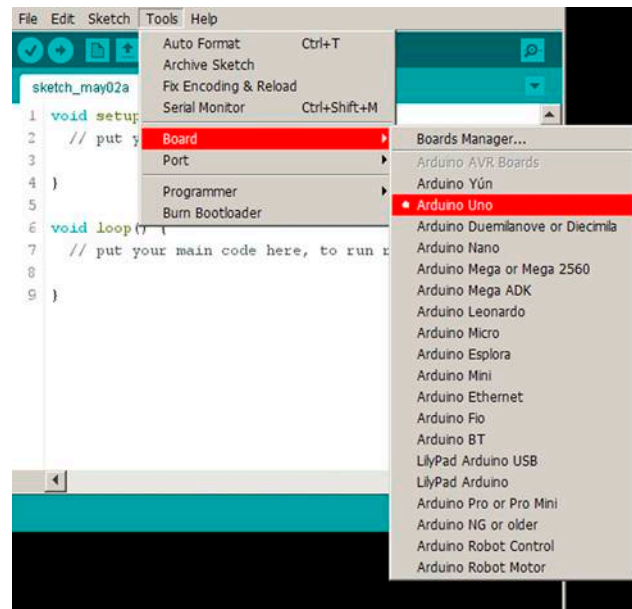 File Edit Sketch Tools Help
Auto Format Ctrl+T
Archive Sketch
Fix Encoding & Reload
Serial Monitor Ctrl+Shift+M
Board
Port
Programmer
Burn Bootloader
sketch_may02a
1 void setup
2 // put
3
4 }
5
6 void loop() {
7 // put your main code here, to run
8
9 }
Boards Manager...
Arduino AVR Boards
Arduino Yún
Arduino Uno
Arduino Duemilanove or Diecimila
Arduino Nano
Arduino Mega or Mega 2560
Arduino Mega ADK
Arduino Leonardo
Arduino Micro
Arduino Esplora
Arduino Mini
Arduino Ethernet
Arduino Fio
Arduino BT
LilyPad Arduino USB
LilyPad Arduino
Arduino Pro or Pro Mini
Arduino NG or older
Arduino Robot Control
Arduino Robot Motor